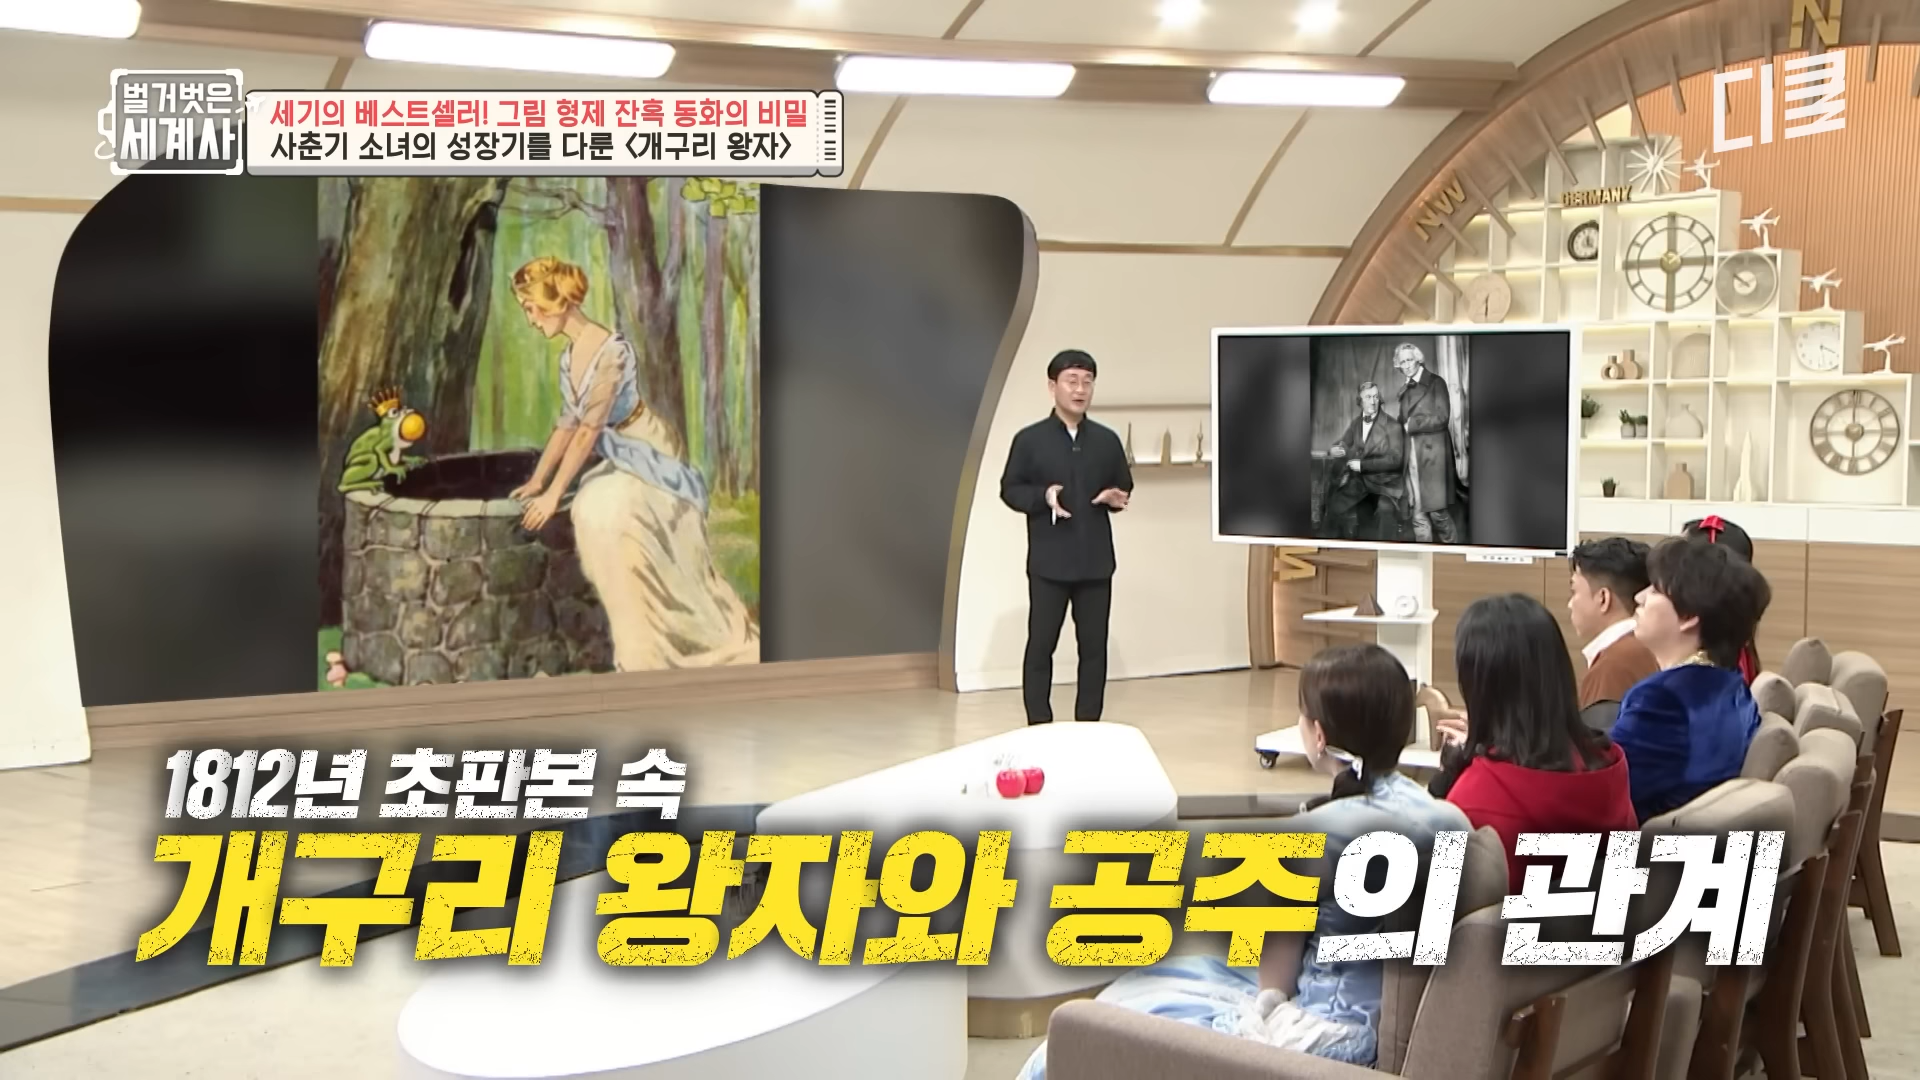 벌거벗은
세계사
세기의 베스트셀러! 그림 형제 잔혹 동화의 비밀
사춘기 소녀의 성장기를 다룬 <개구리 왕자>
디클
N
NW
GERMANY
W
1812년 초판본 속
개구리 왕자와 공주의 관계